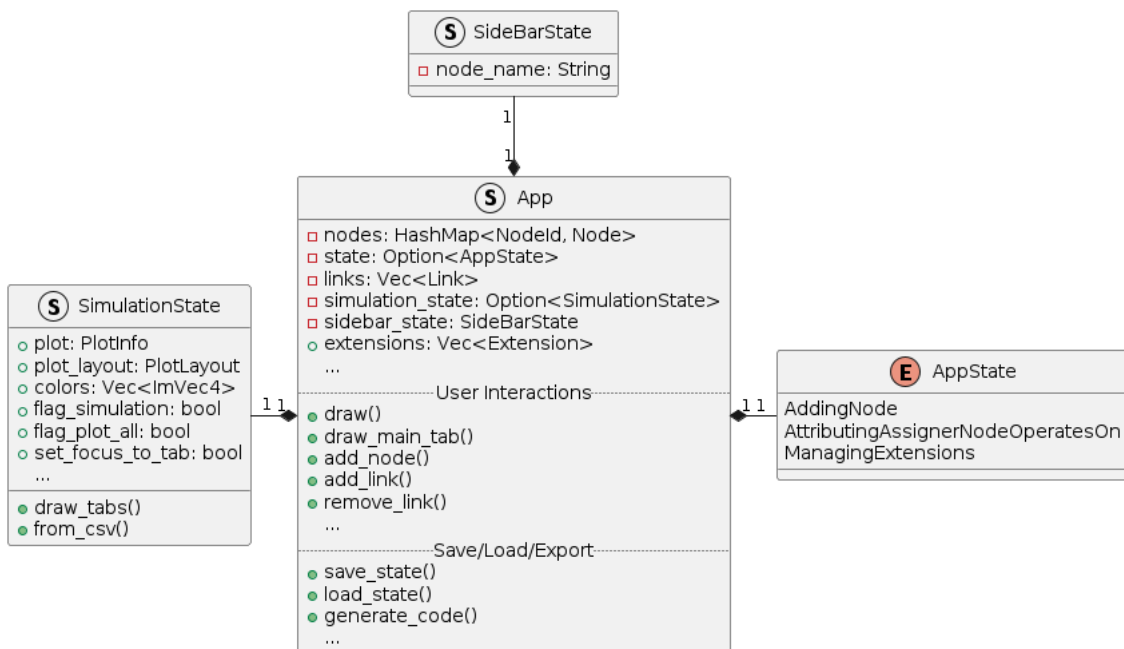 S SideBarState
node_name: String
1
1
S App
nodes: HashMap<NodeId, Node>
state: Option<AppState>
links: Vec<Link>
simulation_state: Option<SimulationState>
sidebar_state: SideBarState
extensions: Vec<Extension>
...
User Interactions
draw()
draw_main_tab()
add_node()
add_link()
remove_link()
...
Save/Load/Export
save_state()
load_state()
generate_code()
...
S SimulationState
plot: PlotInfo
plot_layout: PlotLayout
colors: Vec<ImVec4>
flag_simulation: bool
flag_plot_all: bool
set_focus_to_tab: bool
...
draw_tabs()
from_csv()
1 1
1 1
E AppState
AddingNode
AttributingAssignerNodeOperatesOn
ManagingExtensions